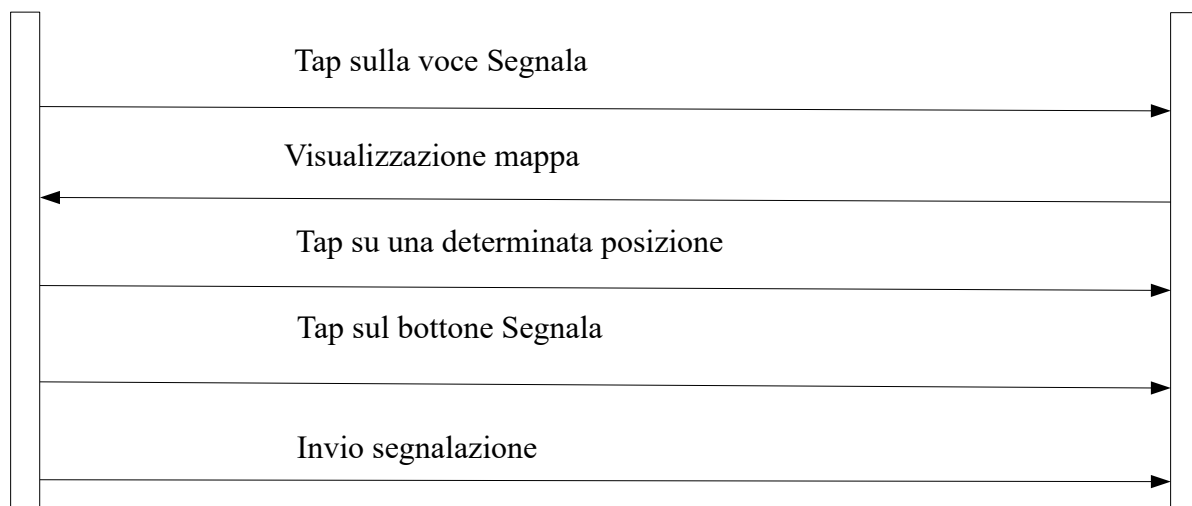 Tap sulla voce Segnala
Visualizzazione mappa
Tap su una determinata posizione
Tap sul bottone Segnala
Invio segnalazione